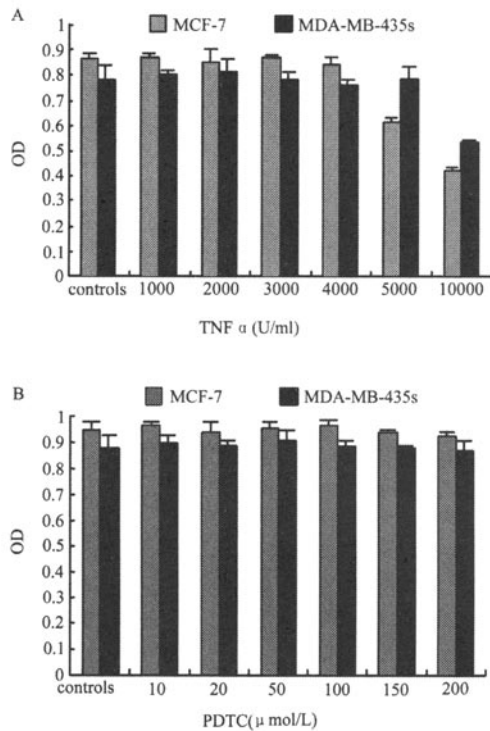 A
MCF-7 MDA-MB-435s
0.9
0.8
0.7
0.6
0.5
0.4
0.3
0.2
0.1
0
OD
controls 1000 2000 3000 4000 5000 10000
TNF α (U/ml)
B
MCF-7 MDA-MB-435s
1
0.9
0.8
0.7
0.6
0.5
0.4
0.3
0.2
0.1
0
OD
controls 10 20 50 100 150 200
PDTC(μ mol/L)